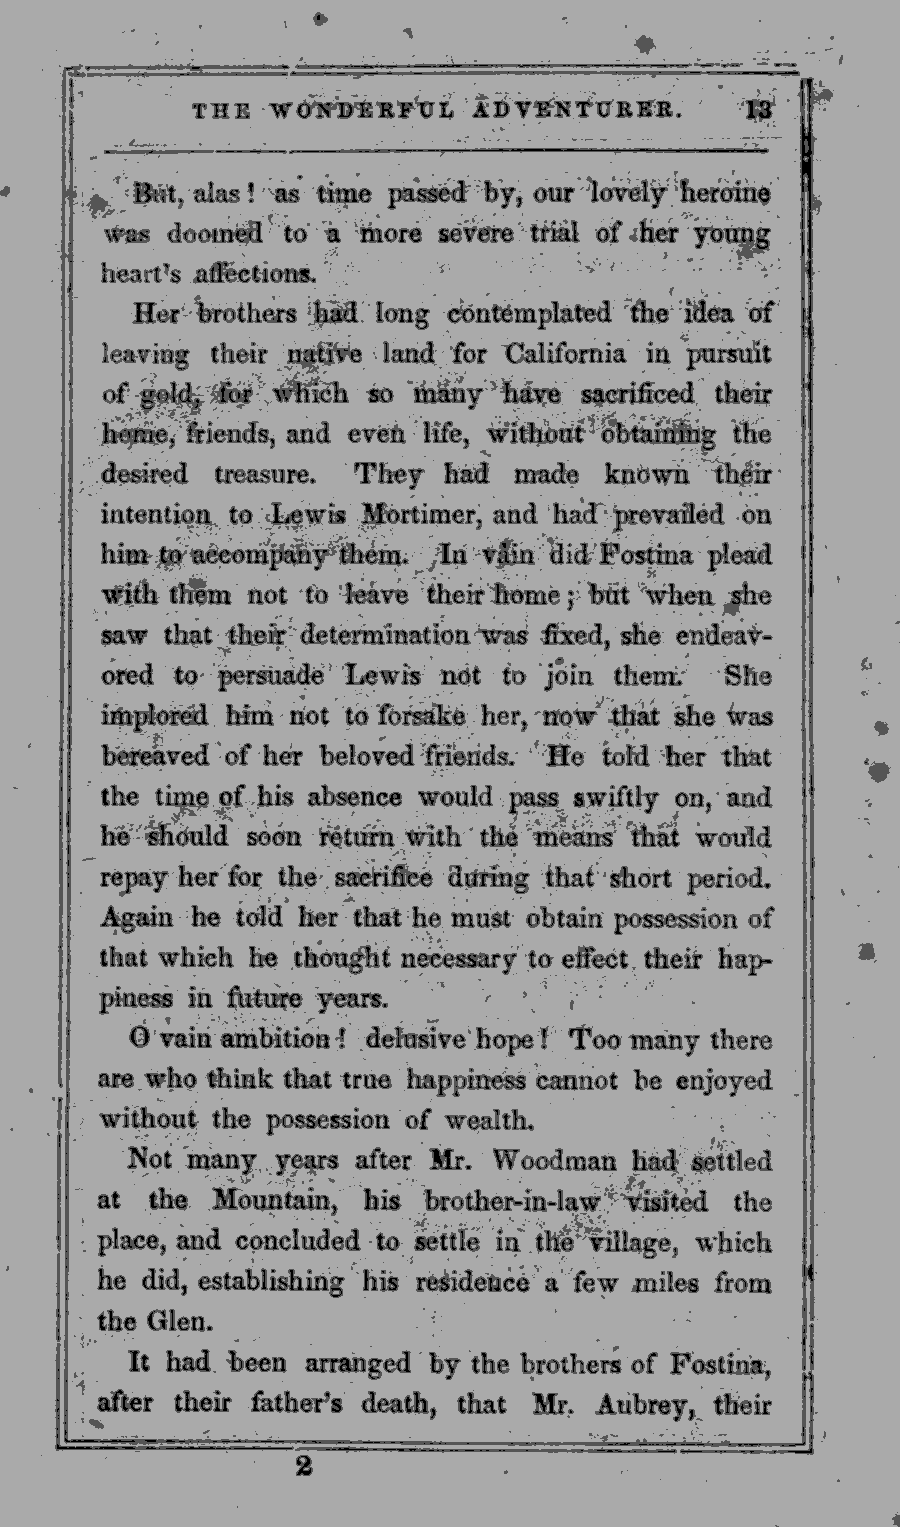 THE WONDERFUL ADVENTURER. 13
But, alas! as time passed by, our lovely heroine
was doomed to a more severe trial of her young
heart's affections.
Her brothers had long contemplated the idea of
leaving their native land for California in pursuit
of gold, for which so many have sacrificed their
home, friends, and even life, without obtaining the
desired treasure. They had made known their
intention to Lewis Mortimer, and had prevailed on
him to accompany them. In vain did Fostina plead
with them not to leave their home; but when she
saw that their determination was fixed, she endeav-
ored to persuade Lewis not to join them. She
implored him not to forsake her, now that she was
bereaved of her beloved friends. He told her that
the time of his absence would pass swiftly on, and
he should soon return with the means that would
repay her for the sacrifice during that short period.
Again he told her that he must obtain possession of
that which he thought necessary to effect their hap-
piness in future years.
O vain ambition! delusive hope! Too many there
are who think that true happiness cannot be enjoyed
without the possession of wealth.
Not many years after Mr. Woodman had settled
at the Mountain, his brother-in-law visited the
place, and concluded to settle in the village, which
he did, establishing his residence a few miles from
the Glen.
It had been arranged by the brothers of Fostina,
after their father's death, that Mr. Aubrey, their
2